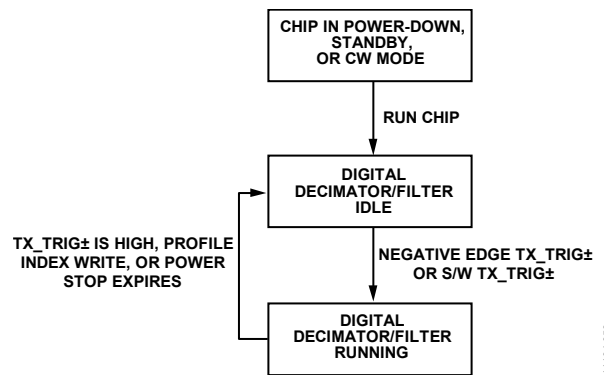 CHIP IN POWER-DOWN,
STANDBY,
OR CW MODE
RUN CHIP
DIGITAL
DECIMATOR/FILTER
IDLE
TX_TRIG± IS HIGH, PROFILE
INDEX WRITE, OR POWER
STOP EXPIRES
NEGATIVE EDGE TX_TRIG±
OR S/W TX_TRIG±
DIGITAL
DECIMATOR/FILTER
RUNNING